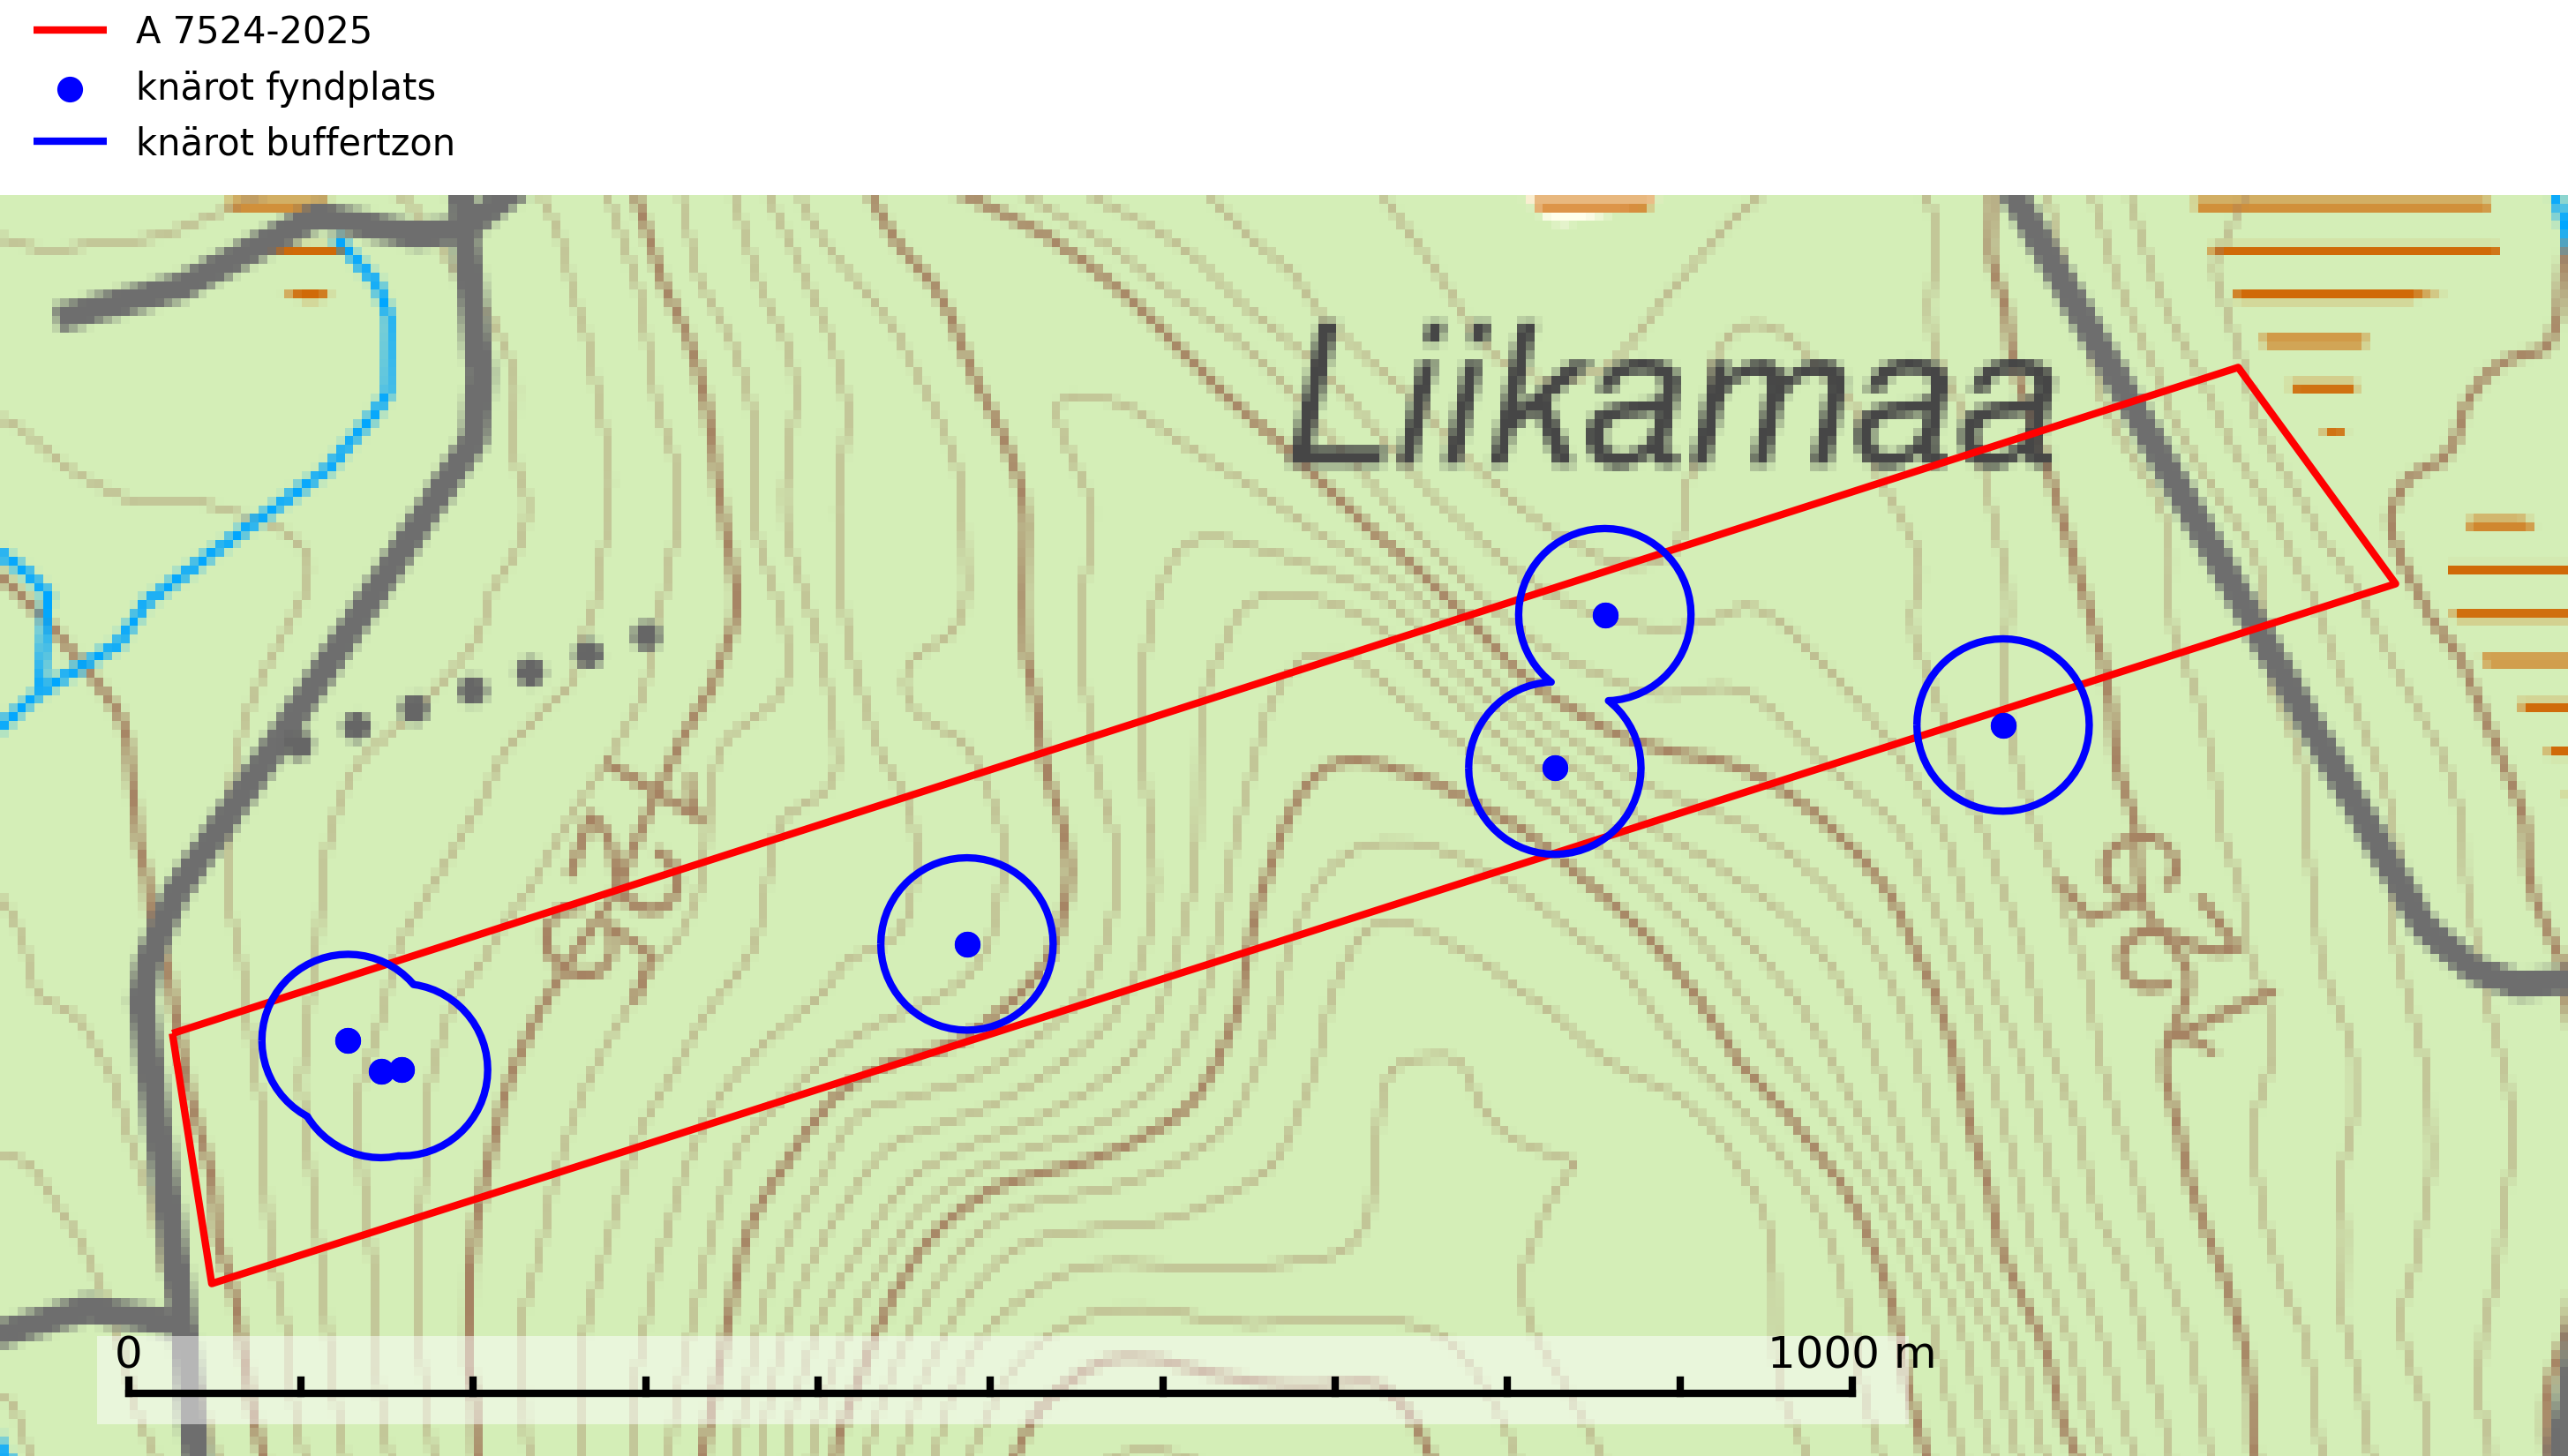 A 7524-2025
knärot fyndplats
knärot buffertzon
Liikamaa
0
1000 m